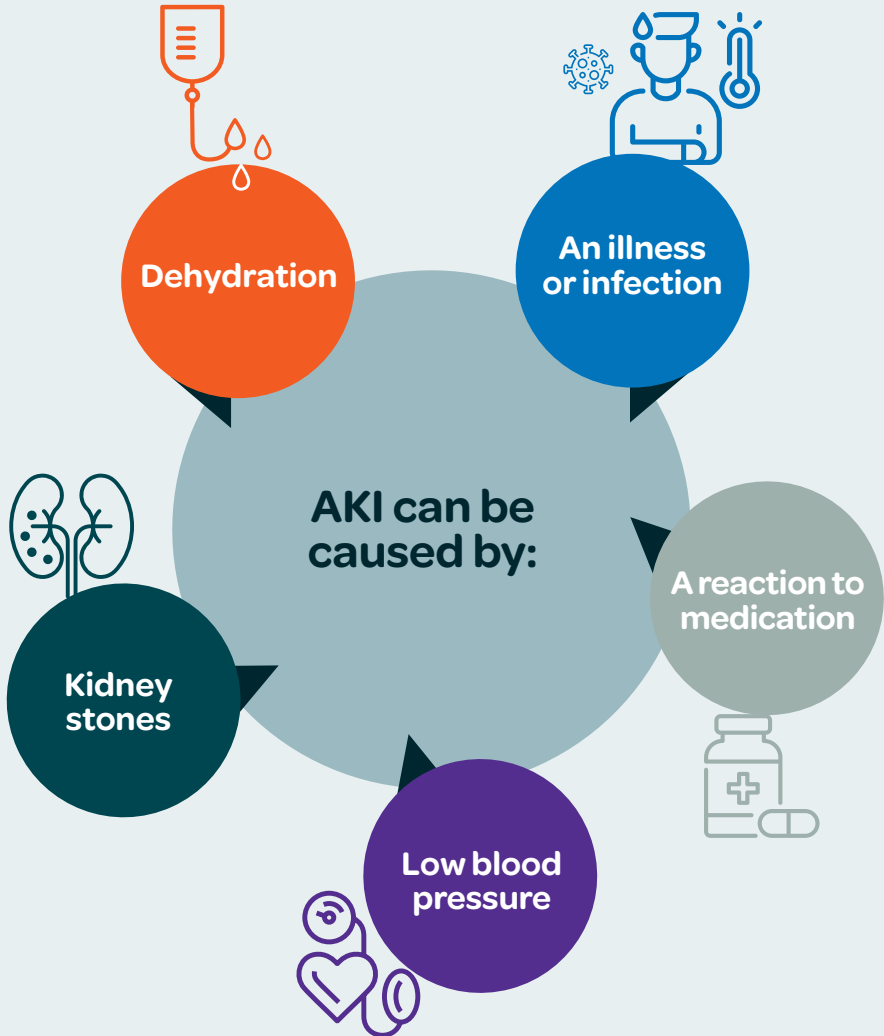 AKI can be
caused by:
Dehydration
An illness
or infection
A reaction to
medication
Low blood
pressure
Kidney
stones